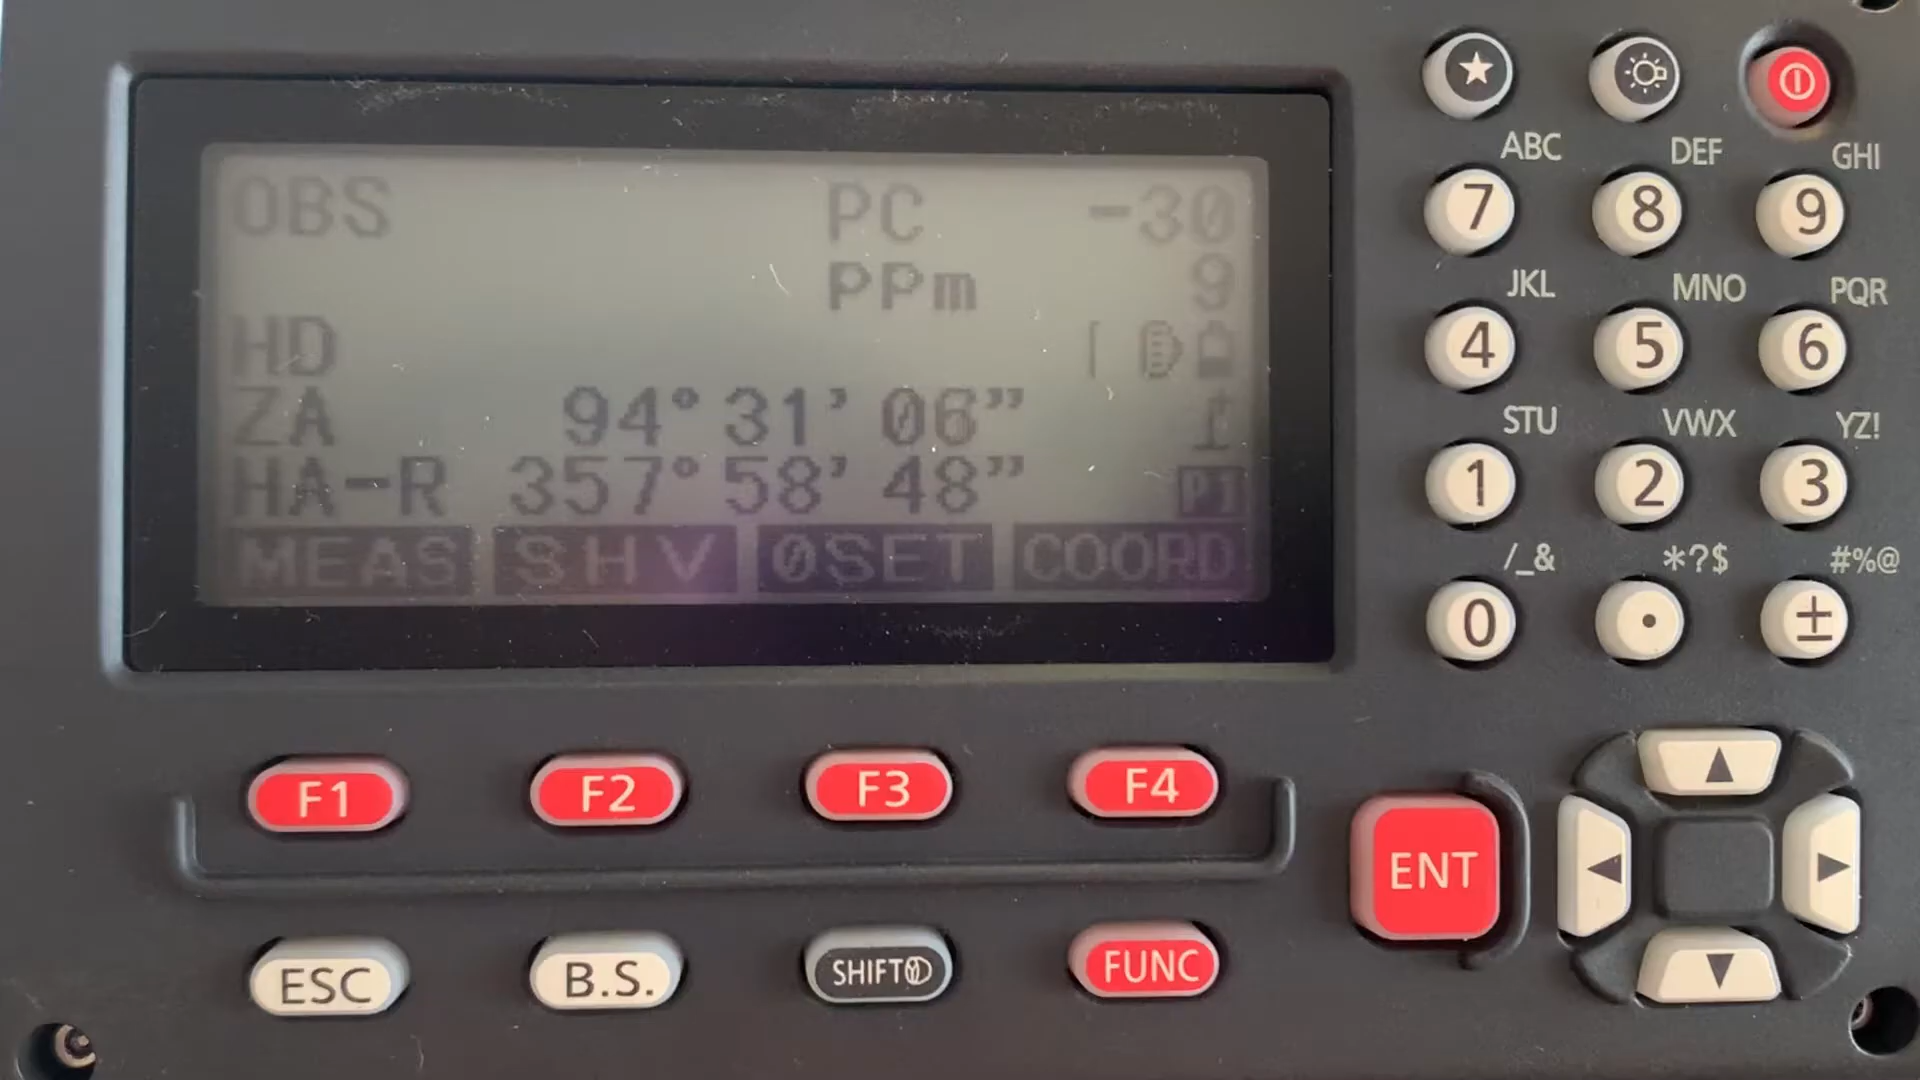 OBS PC -30
PPm 9
HD
ZA 94° 31' 06"
HA-R 357° 58' 48" P1
MEAS SHV 0SET COORD
ABC DEF GHI
7 8 9
JKL MNO PQR
4 5 6
STU VWX YZ!
1 2 3
/_& *?$ #%@
0 . ±
F1 F2 F3 F4
ENT
ESC B.S. SHIFT FUNC